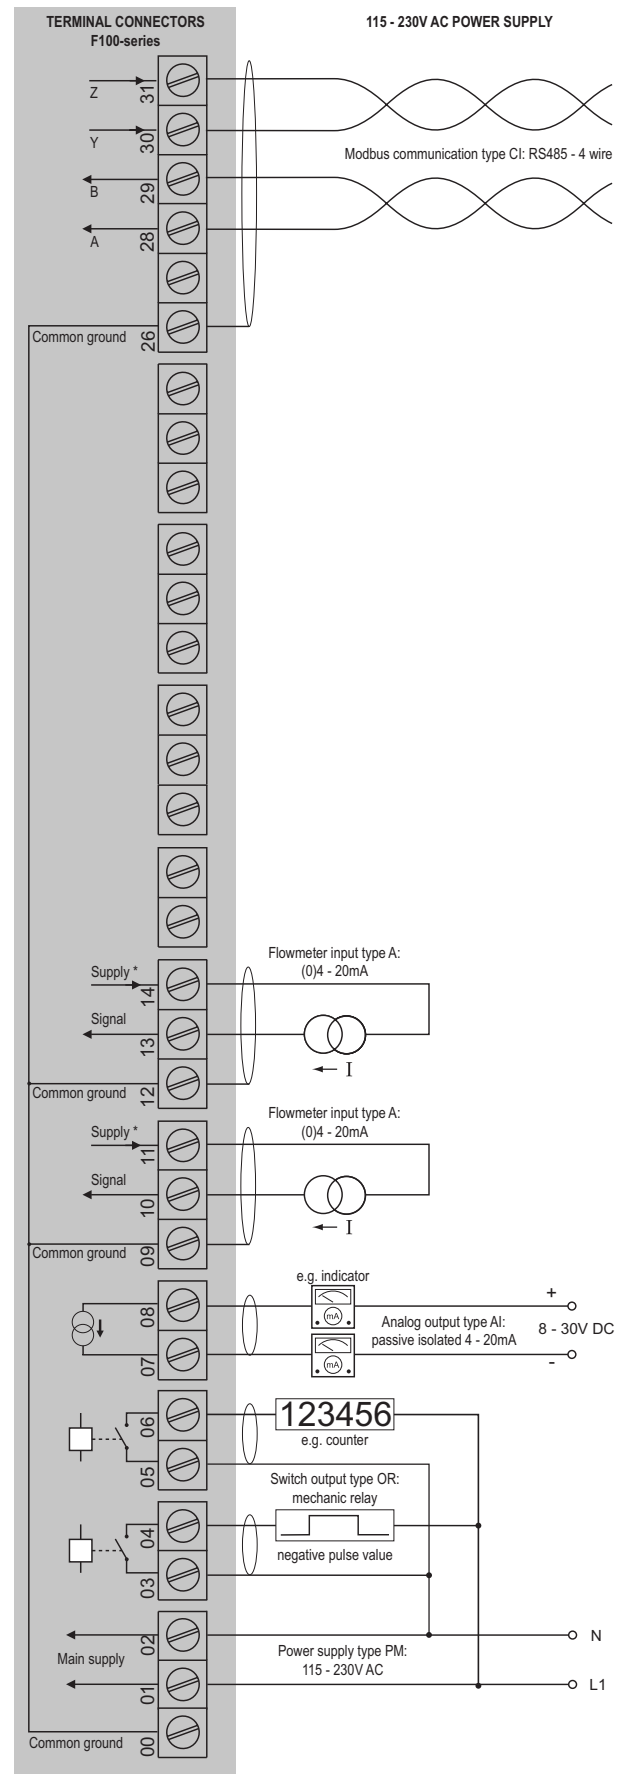 TERMINAL CONNECTORS
F100-series
115 - 230V AC POWER SUPPLY
Z
31
Y
30
Modbus communication type CI: RS485 - 4 wire
B
29
A
28
Common ground
26
Flowmeter input type A:
(0)4 - 20mA
Supply *
14
Signal
13
I
Common ground
12
Flowmeter input type A:
(0)4 - 20mA
Supply *
11
Signal
10
I
Common ground
09
e.g. indicator
08
mA
+
Analog output type AI:
passive isolated 4 - 20mA
8 - 30V DC
07
mA
-
06
123456
e.g. counter
05
Switch output type OR:
mechanic relay
04
negative pulse value
03
02
N
Main supply
Power supply type PM:
115 - 230V AC
01
L1
Common ground
00